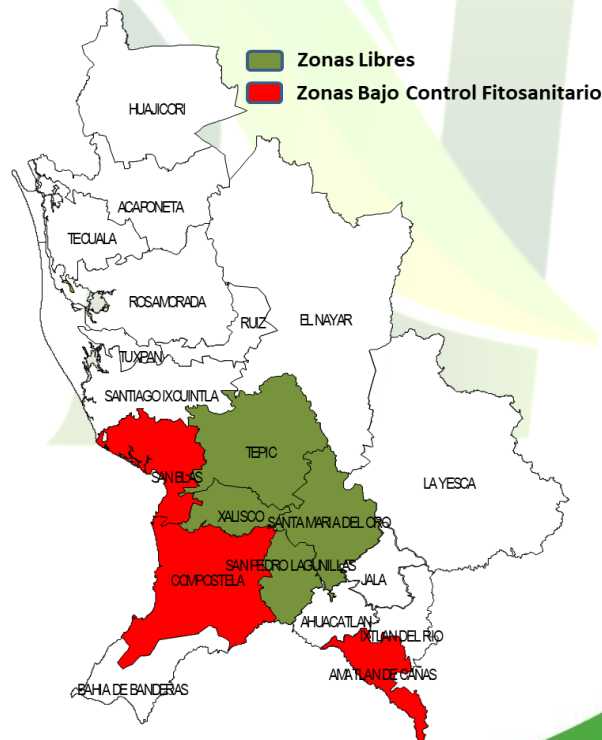 Zonas Libres
Zonas Bajo Control Fitosanitario
HUAJICORI
ACAPONETA
TECUALA
ROSAMORADA
RUIZ
EL NAYAR
TUXPAN
SANTIAGO IXCUINTLA
TEPIC
SAN BLAS
LA YESCA
XALISCO
SANTA MARIA DEL ORO
SAN PEDRO LAGUNILLAS
COMPOSTELA
JALA
AHUACATLAN
IXTLAN DEL RIO
AMATLAN DE CAÑAS
BAHIA DE BANDERAS